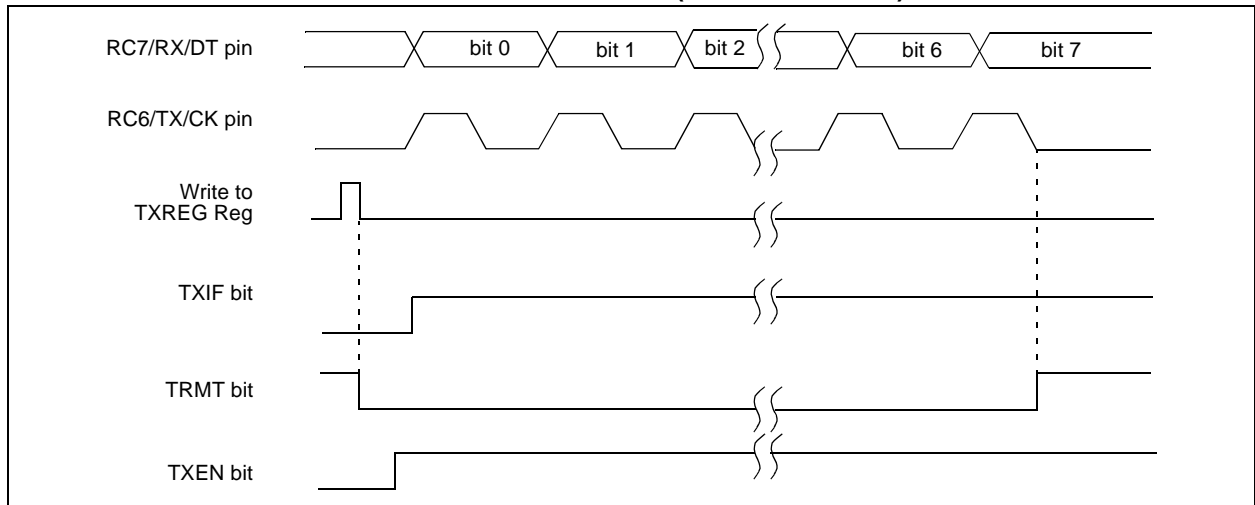 RC7/RX/DT pin bit 0 bit 1 bit 2 bit 6 bit 7
RC6/TX/CK pin
Write to
TXREG Reg
TXIF bit
TRMT bit
TXEN bit